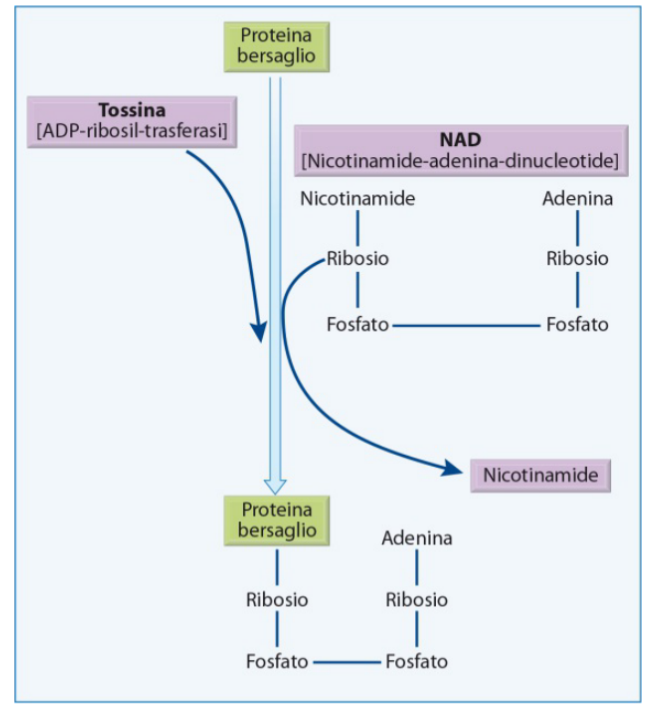 Proteina
bersaglio
Tossina
[ADP-ribosil-trasferasi]
NAD
[Nicotinamide-adenina-dinucleotide]
Nicotinamide
Adenina
Ribosio
Ribosio
Fosfato
Fosfato
Nicotinamide
Proteina
bersaglio
Adenina
Ribosio
Ribosio
Fosfato
Fosfato